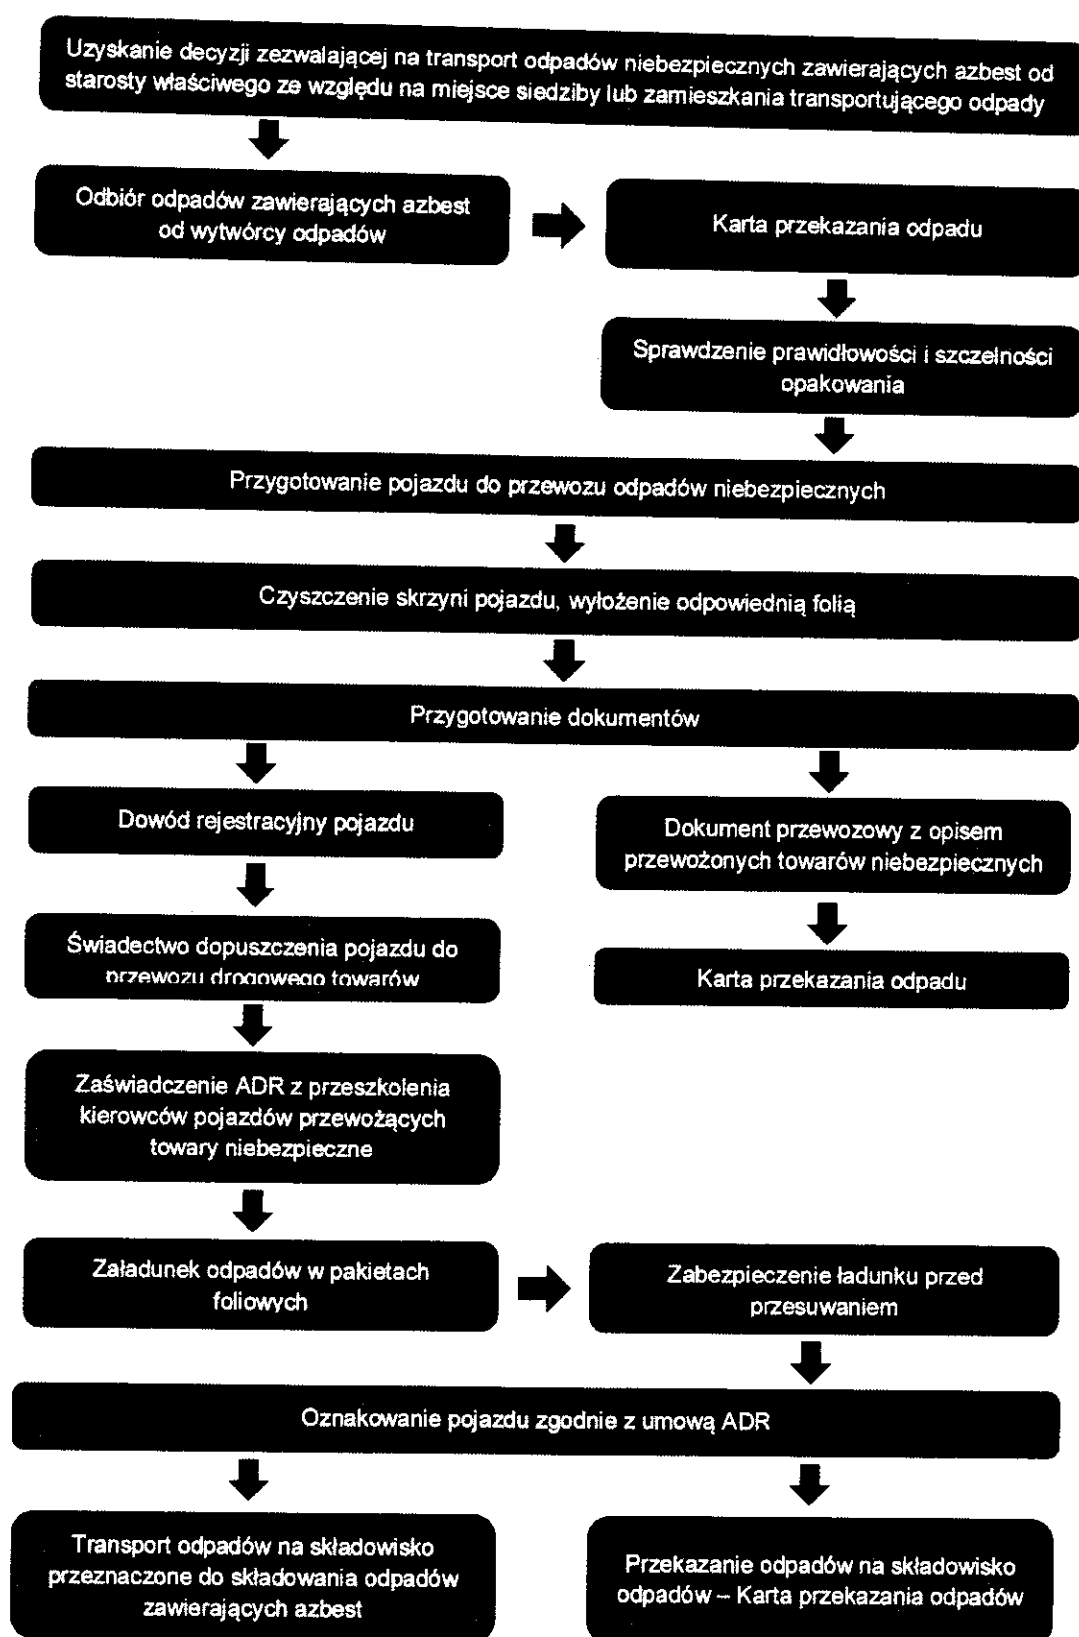 Uzyskanie decyzji zezwalającej na transport odpadów niebezpiecznych zawierających azbest od
starosty właściwego ze względu na miejsce siedziby lub zamieszkania transportującego odpady
Odbiór odpadów zawierających azbest
od wytwórcy odpadów
Karta przekazania odpadu
Sprawdzenie prawidłowości i szczelności
opakowania
Przygotowanie pojazdu do przewozu odpadów niebezpiecznych
Czyszczenie skrzyni pojazdu, wyłożenie odpowiednią folią
Przygotowanie dokumentów
Dowód rejestracyjny pojazdu
Dokument przewozowy z opisem
przewożonych towarów niebezpiecznych
Świadectwo dopuszczenia pojazdu do
przewozu drogowego towarów
Karta przekazania odpadu
Zaświadczenie ADR z przeszkolenia
kierowców pojazdów przewożących
towary niebezpieczne
Załadunek odpadów w pakietach
foliowych
Zabezpieczenie ładunku przed
przesuwaniem
Oznakowanie pojazdu zgodnie z umową ADR
Transport odpadów na składowisko
przeznaczone do składowania odpadów
zawierających azbest
Przekazanie odpadów na składowisko
odpadów – Karta przekazania odpadów